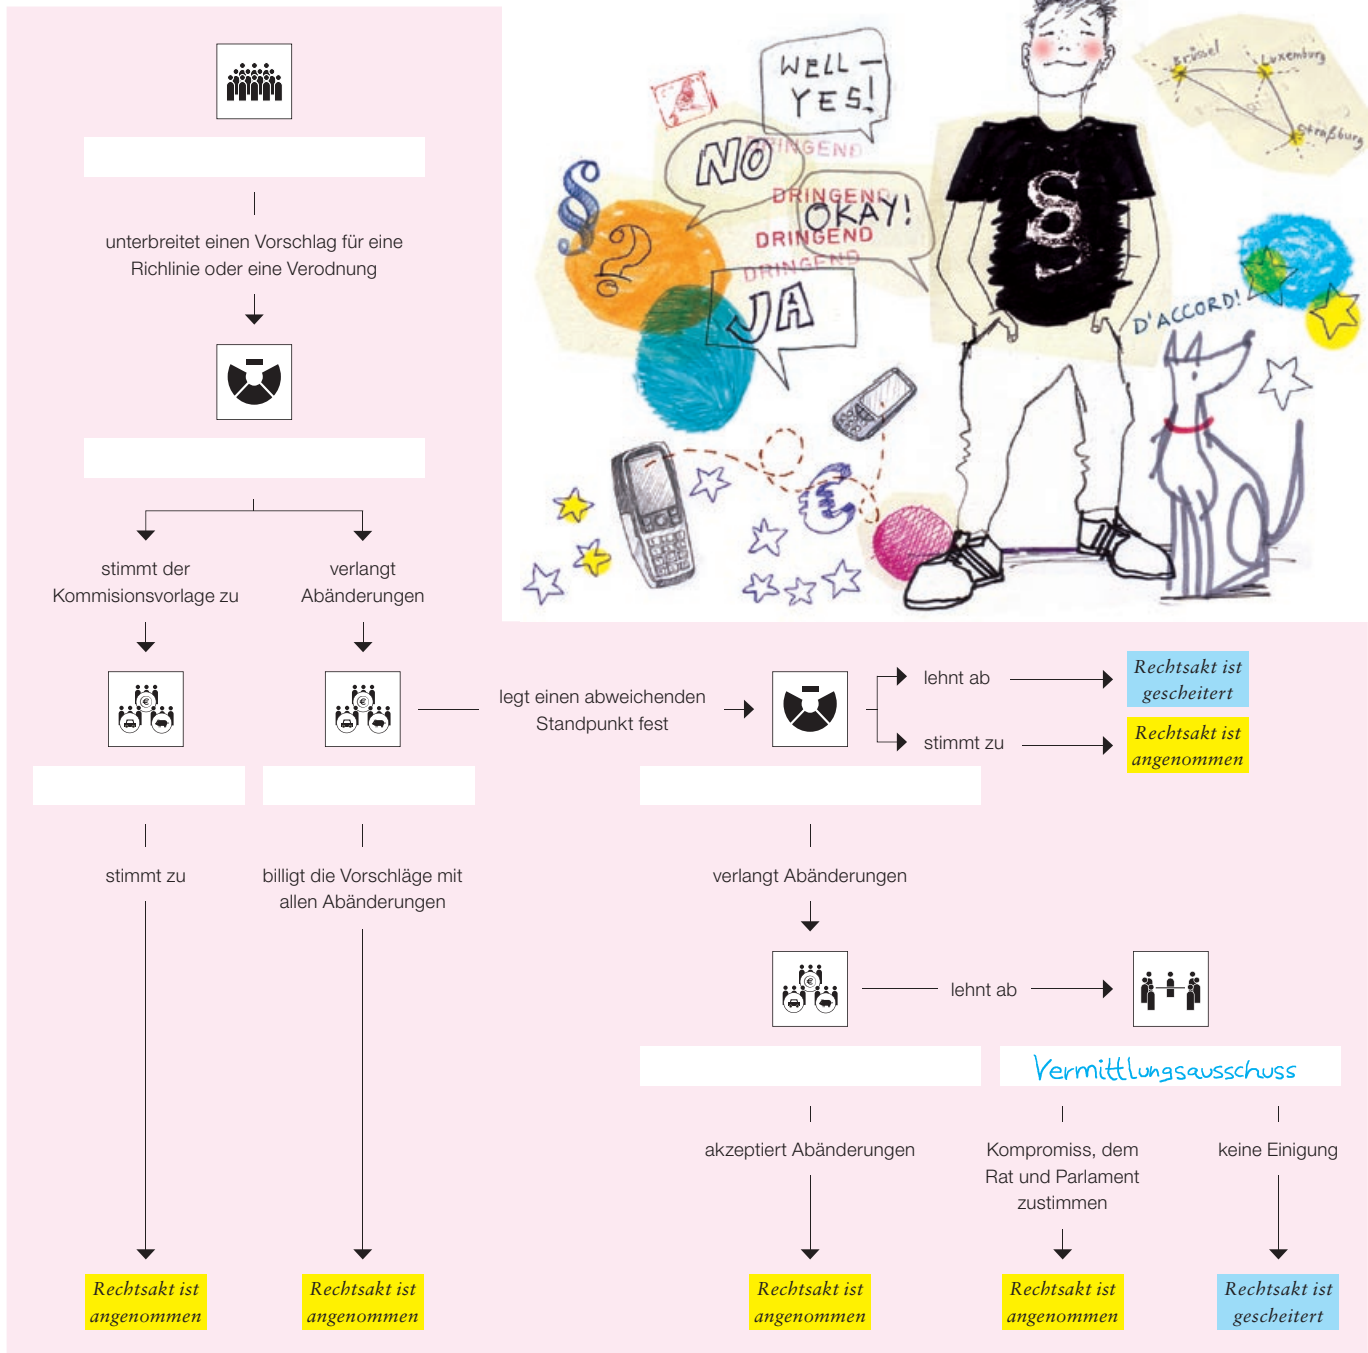 WELL –
YES!
NO
DRINGEND
DRINGEND
OKAY!
DRINGEND
DRINGEND
JA
§
?
§
€
Brüssel
Luxemburg
Straßburg
D'ACCORD!
unterbreitet einen Vorschlag für eine
Richlinie oder eine Verodnung
stimmt der
Kommisionsvorlage zu
verlangt
Abänderungen
€
€
legt einen abweichenden
Standpunkt fest
lehnt ab
Rechtsakt ist
gescheitert
stimmt zu
Rechtsakt ist
angenommen
stimmt zu
billigt die Vorschläge mit
allen Abänderungen
verlangt Abänderungen
€
lehnt ab
Vermittlungsausschuss
akzeptiert Abänderungen
Kompromiss, dem
Rat und Parlament
zustimmen
keine Einigung
Rechtsakt ist
angenommen
Rechtsakt ist
angenommen
Rechtsakt ist
angenommen
Rechtsakt ist
angenommen
Rechtsakt ist
gescheitert